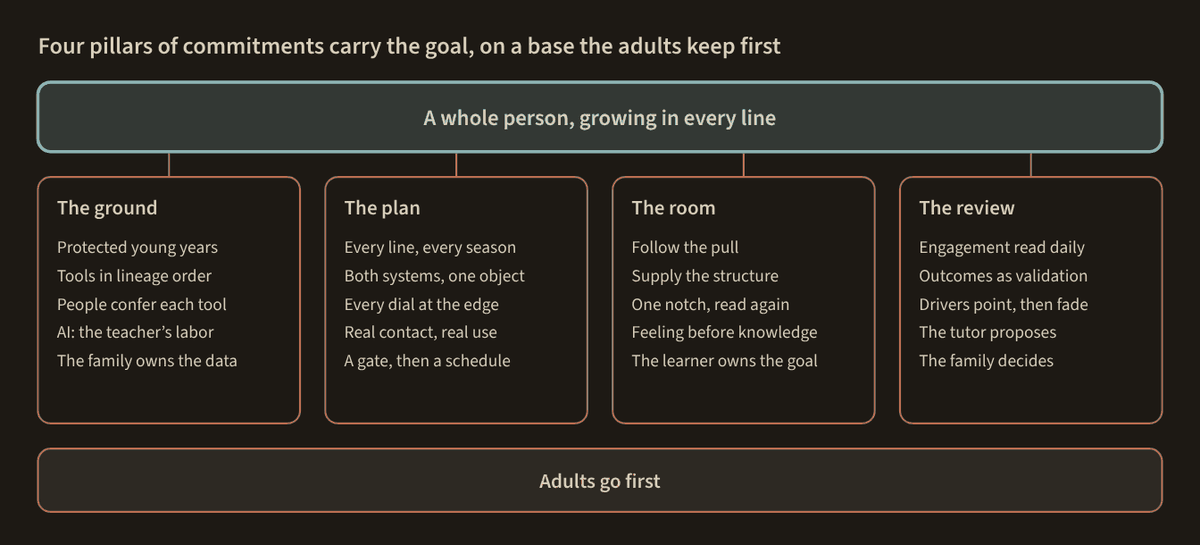 Four pillars of commitments carry the goal, on a base the adults keep first
A whole person, growing in every line
The ground
Protected young years
Tools in lineage order
People confer each tool
AI: the teacher’s labor
The family owns the data
The plan
Every line, every season
Both systems, one object
Every dial at the edge
Real contact, real use
A gate, then a schedule
The room
Follow the pull
Supply the structure
One notch, read again
Feeling before knowledge
The learner owns the goal
The review
Engagement read daily
Outcomes as validation
Drivers point, then fade
The tutor proposes
The family decides
Adults go first